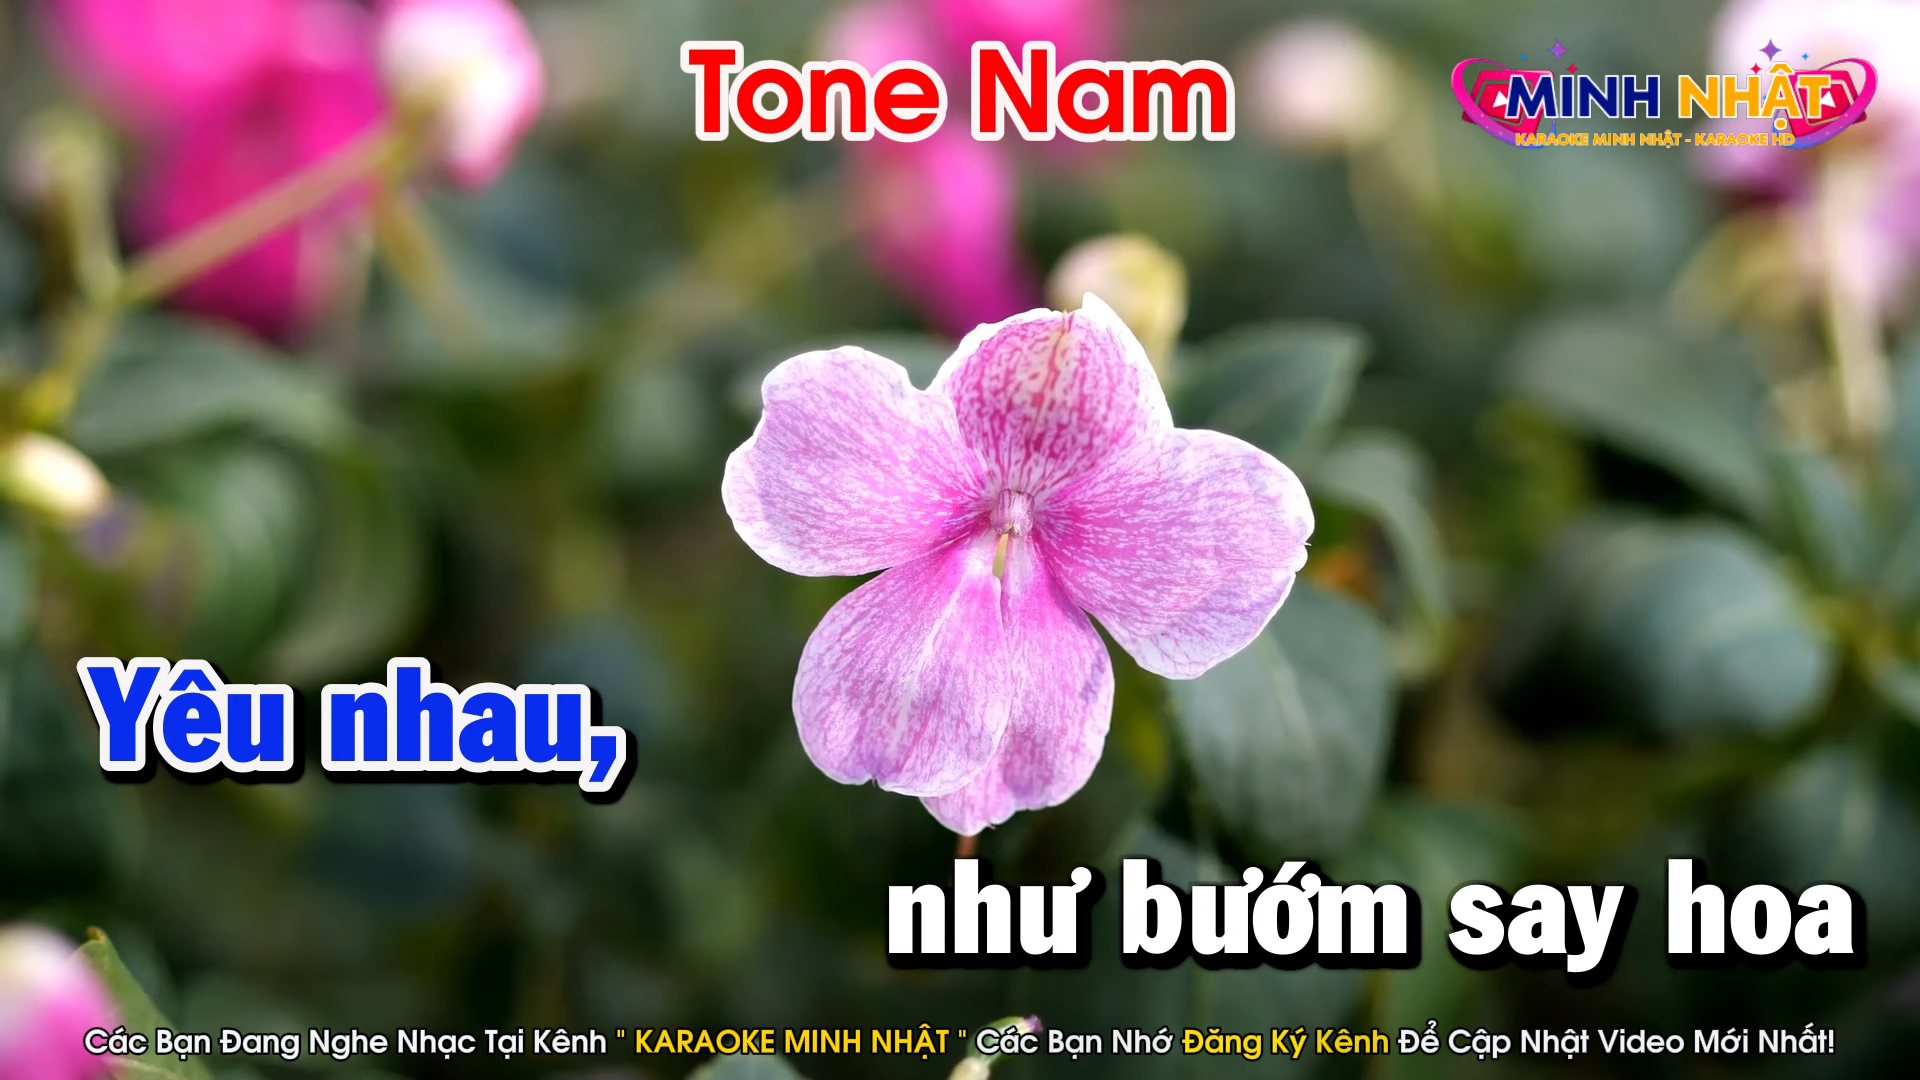 Tone Nam
MINH NHẬT
KARAOKE MINH NHẬT - KARAOKE HD
Yêu nhau,
như bướm say hoa
Các Bạn Đang Nghe Nhạc Tại Kênh " KARAOKE MINH NHẬT " Các Bạn Nhớ Đăng Ký Kênh Để Cập Nhật Video Mới Nhất!